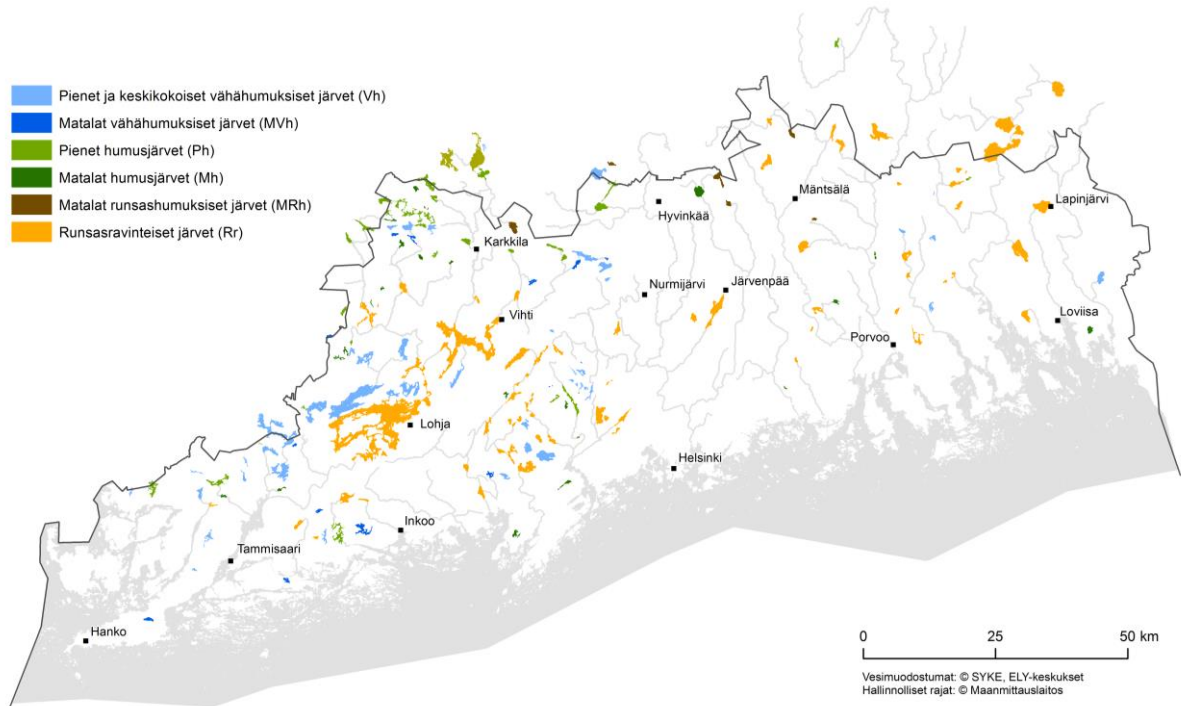 Pienet ja keskikokoiset vähähumuksiset järvet (Vh)
Matalat vähähumuksiset järvet (MVh)
Pienet humusjärvet (Ph)
Matalat humusjärvet (Mh)
Matalat runsashumuksiset järvet (MRh)
Runsasravinteiset järvet (Rr)
Mäntsälä
Hyvinkää
Lapinjärvi
Karkkila
Nurmijärvi
Järvenpää
Vihti
Loviisa
Porvoo
Lohja
Helsinki
Inkoo
Tammisaari
Hanko
0 25 50 km
Vesimuodostumat: © SYKE, ELY-keskukset
Hallinnolliset rajat: © Maanmittauslaitos